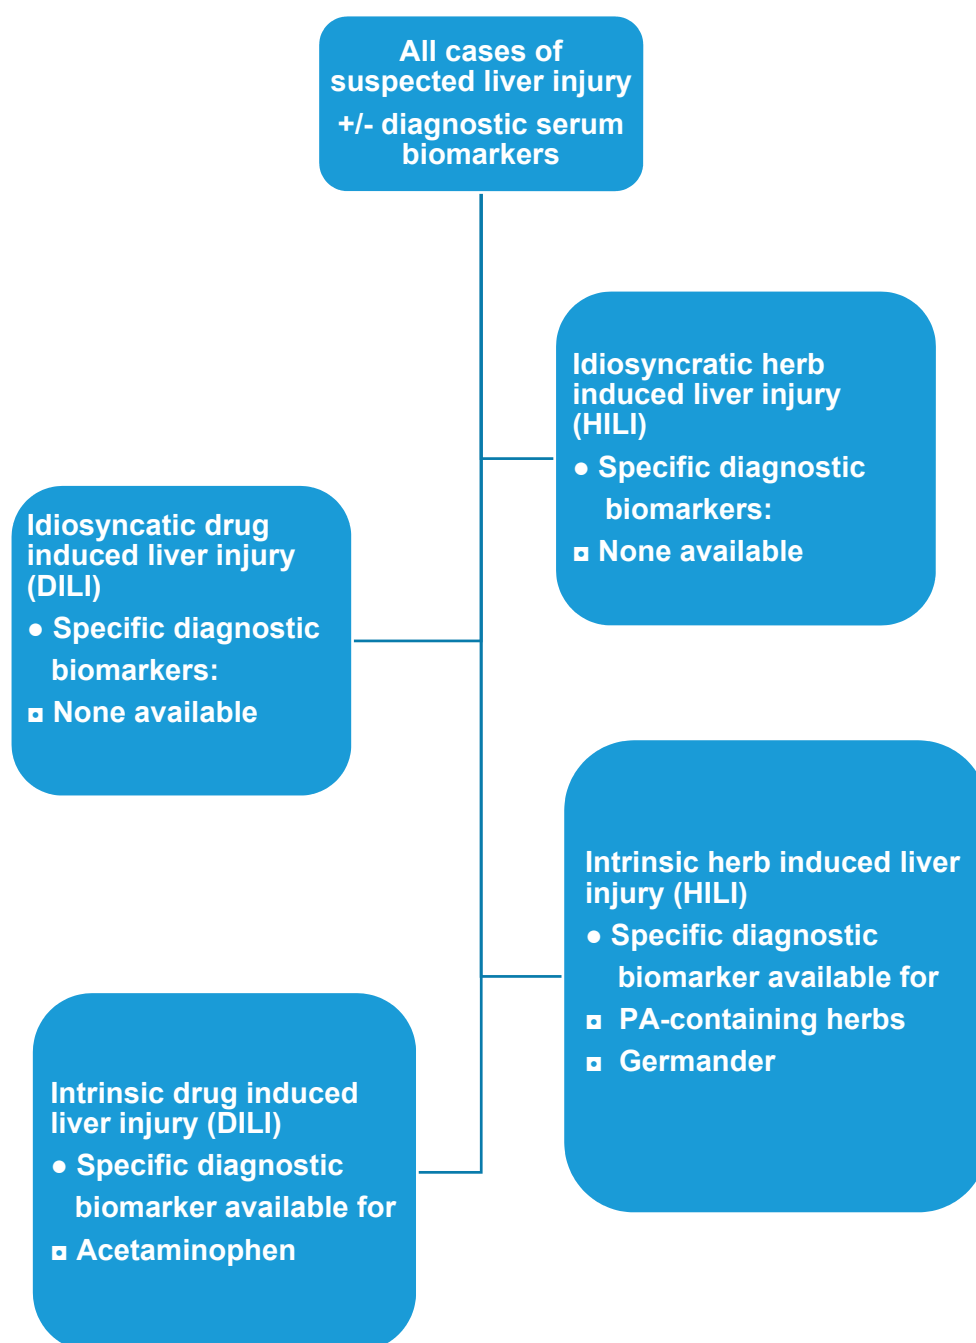 All cases of
suspected liver injury
+/- diagnostic serum
biomarkers
Idiosyncratic herb
induced liver injury
(HILI)
● Specific diagnostic
biomarkers:
◘ None available
Idiosyncatic drug
induced liver injury
(DILI)
● Specific diagnostic
biomarkers:
◘ None available
Intrinsic herb induced liver
injury (HILI)
● Specific diagnostic
biomarker available for
◘ PA-containing herbs
◘ Germander
Intrinsic drug induced
liver injury (DILI)
● Specific diagnostic
biomarker available for
◘ Acetaminophen